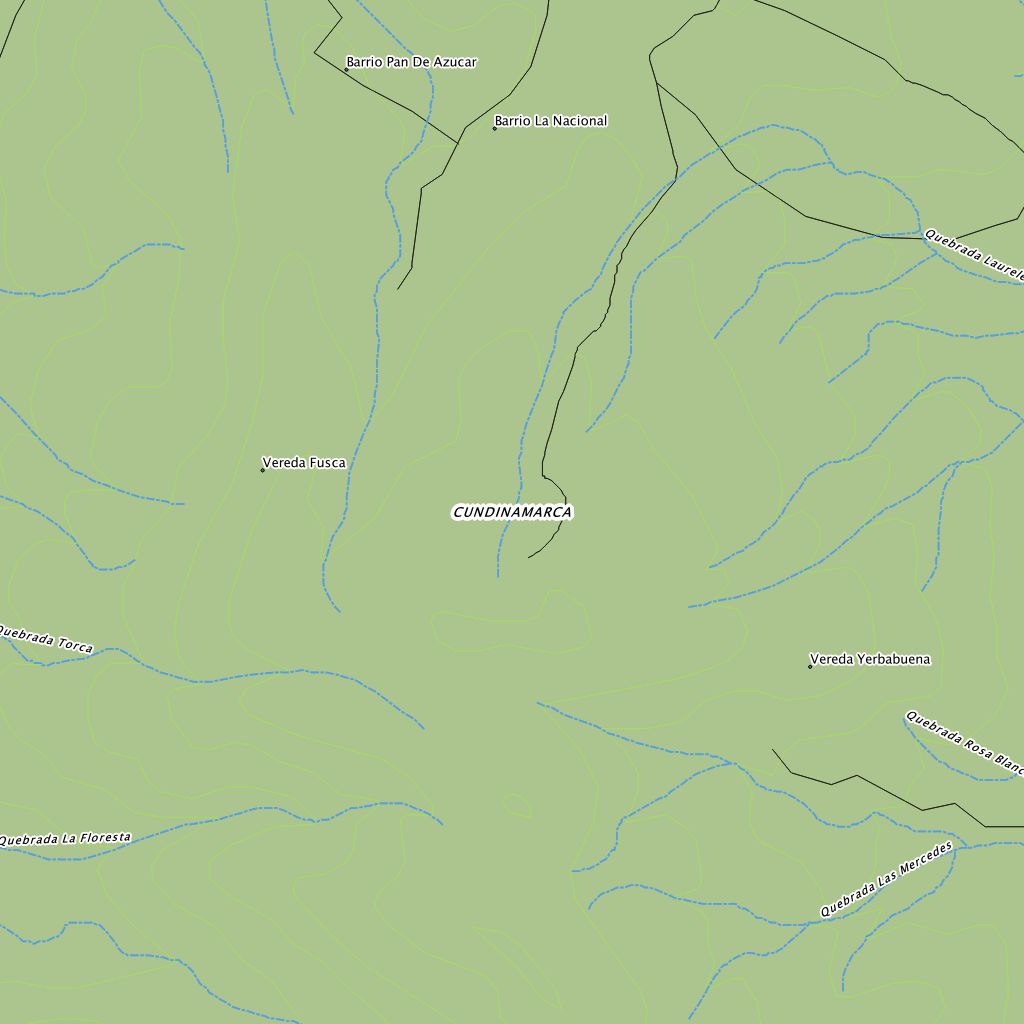 Barrio Pan De Azucar
Barrio La Nacional
Quebrada Laurele
Vereda Fusca
CUNDINAMARCA
Quebrada Torca
Vereda Yerbabuena
Quebrada Rosa Blanc
Quebrada La Floresta
Quebrada Las Mercedes